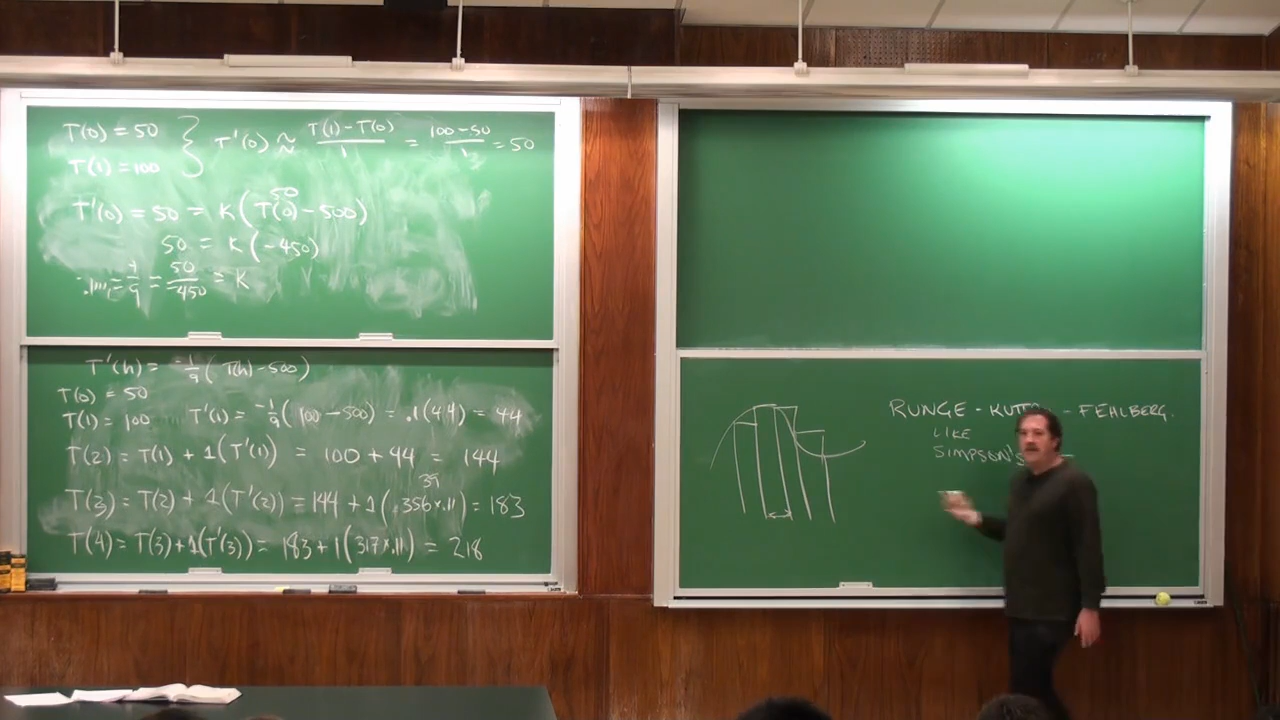 T(0) = 50
T(1) = 100
T'(0) ≈ T(1) - T(0) / 1 = 100 - 50 / 1 = 50
T'(0) = 50 = K(T(0) - 500)
50
50 = K(-450)
= 50 / -450 = K
T'(h) = -1/9 (T(h) - 500)
T(0) = 50
T(1) = 100 T'(1) = -1/9 (100 - 500) = .1(44) = 44
T(2) = T(1) + 1(T'(1)) = 100 + 44 = 144
39
T(3) = T(2) + 1(T'(2)) = 144 + 1(.356×.11) = 183
T(4) = T(3) + 1(T'(3)) = 183 + 1(317×.11) = 218
RUNGE - - FEHLBERG.
LIKE
SIMPSON'S